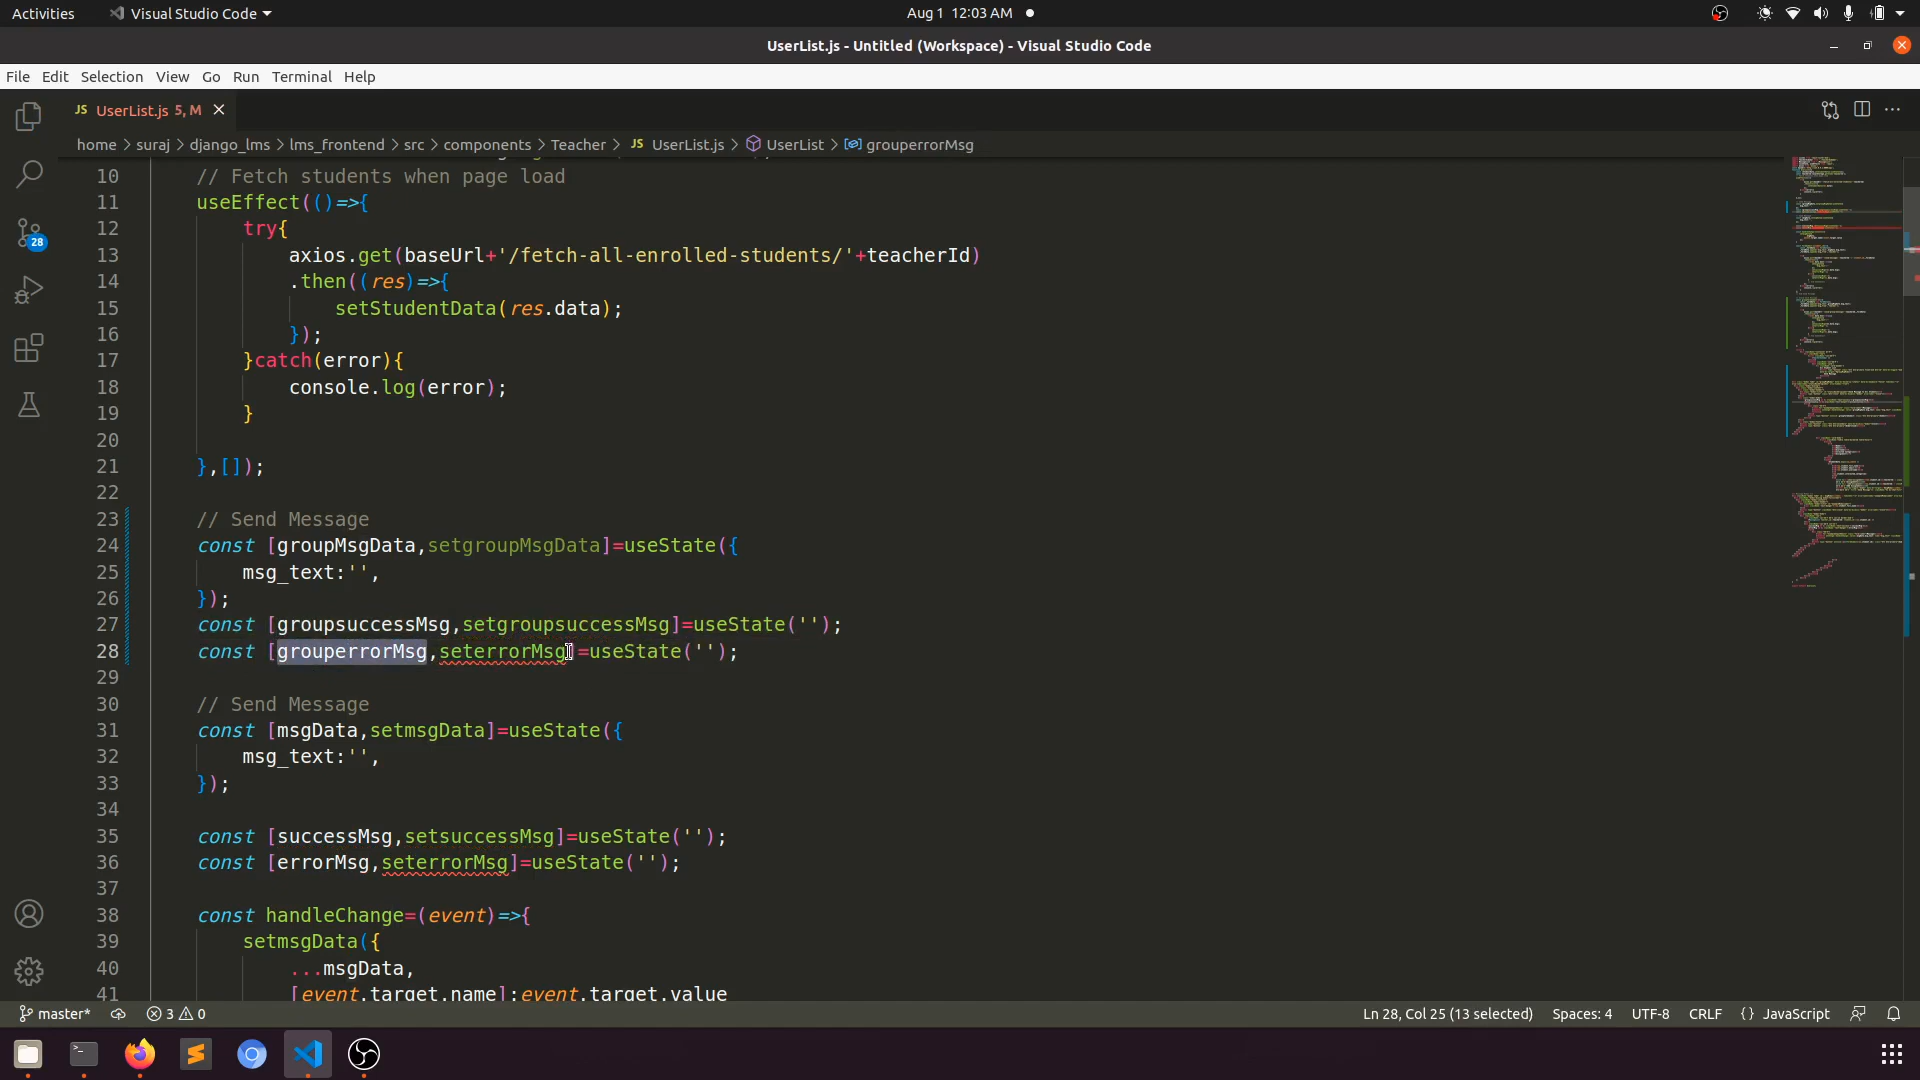 Activities Visual Studio Code Aug 1 12:03 AM
UserList.js - Untitled (Workspace) - Visual Studio Code
File Edit Selection View Go Run Terminal Help
JS UserList.js 5, M
home > suraj > django_lms > lms_frontend > src > components > Teacher > JS UserList.js > UserList > grouperrorMsg
10 // Fetch students when page load
11 useEffect(()=>{
12 try{
13 axios.get(baseUrl+'/fetch-all-enrolled-students/'+teacherId)
14 .then((res)=>{
15 setStudentData(res.data);
16 });
17 }catch(error){
18 console.log(error);
19 }
20
21 },[]);
22
23 // Send Message
24 const [groupMsgData,setgroupMsgData]=useState({
25 msg_text:'',
26 });
27 const [groupsuccessMsg,setgroupsuccessMsg]=useState('');
28 const [grouperrorMsg,seterrorMsg]=useState('');
29
30 // Send Message
31 const [msgData,setmsgData]=useState({
32 msg_text:'',
33 });
34
35 const [successMsg,setsuccessMsg]=useState('');
36 const [errorMsg,seterrorMsg]=useState('');
37
38 const handleChange=(event)=>{
39 setmsgData({
40 ...msgData,
41 [event.target.name]:event.target.value
28
master* 3 0 Ln 28, Col 25 (13 selected) Spaces: 4 UTF-8 CRLF {} JavaScript